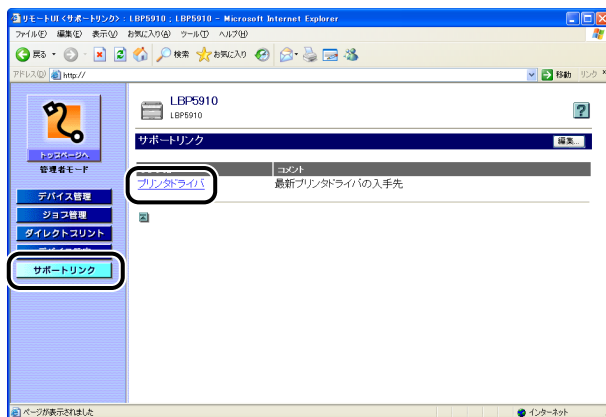 リモートUI <サポートリンク> : LBP5910 ; LBP5910 - Microsoft Internet Explorer
ファイル(F) 編集(E) 表示(V) お気に入り(A) ツール(T) ヘルプ(H)
戻る 検索 お気に入り
アドレス(D) http:// 移動 リンク
LBP5910
LBP5910
トップページへ
管理者モード
サポートリンク 編集...
コメント
プリンタドライバ 最新プリンタドライバの入手先
デバイス管理
ジョブ管理
ダイレクトプリント
サポートリンク
ページが表示されました インターネット